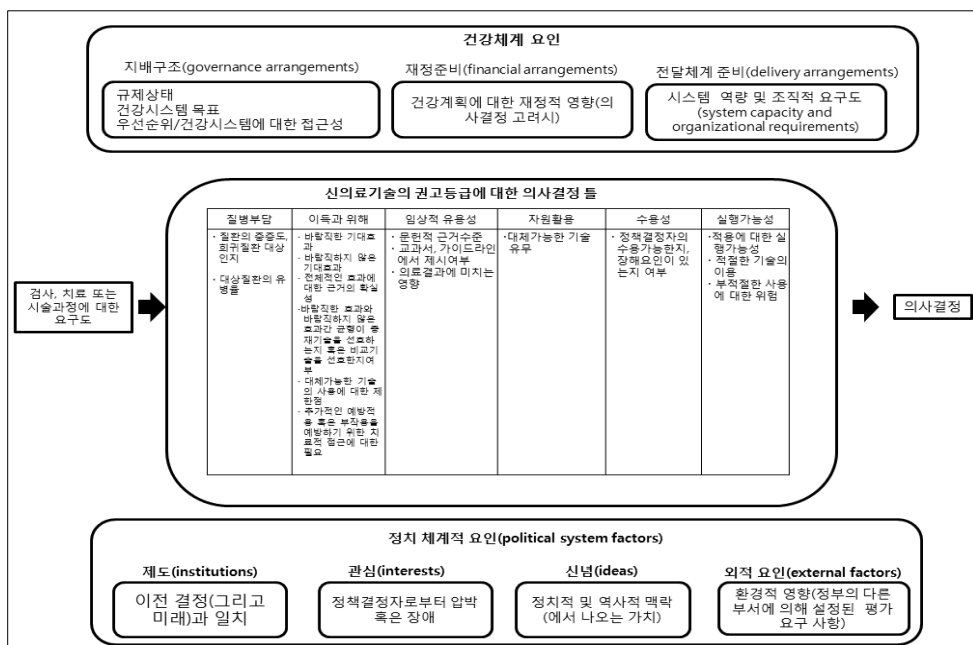 건강체계 요인
지배구조(governance arrangements)
규제상태
건강시스템 목표
우선순위/건강시스템에 대한 접근성
재정준비(financial arrangements)
건강계획에 대한 재정적 영향(의
사결정 고려시)
전달체계 준비(delivery arrangements)
시스템 역량 및 조직적 요구도
(system capacity and
organizational requirements)
검사, 치료 또는
시술과정에 대한
요구도
신의료기술의 권고등급에 대한 의사결정 틀
질병부담
· 질환의 중증도,
희귀질환 대상
인지
· 대상질환의 유
병율
이득과 위해
- 바람직한 기대효
과
- 바람직하지 않은
기대효과
- 전체적인 효과에
대한 근거의 확실
성
-바람직한 효과와
바람직하지 않은
효과간 균형이 중
재기술을 선호하
는지 혹은 비교기
술을 선호한지여
부
- 대체가능한 기술
의 사용에 대한 제
한점
· 추가적인 예방적
용 혹은 부작용을
예방하기 위한 치
료적 접근에 대한
필요
임상적 유용성
· 문헌적 근거수준
· 교과서, 가이드라인
에서 제시여부
· 의료결과에 미치는
영향
자원활용
·대체가능한 기술
유무
수용성
· 정책결정자의
수용가능한지,
장해요인이 있
는지 여부
실행가능성
·적용에 대한 실
행가능성
· 적절한 기술의
이용
· 부적절한 사용
에 대한 위험
의사결정
정치 체계적 요인(political system factors)
제도(institutions)
이전 결정(그리고
미래)과 일치
관심(interests)
정책결정자로부터 압박
혹은 장애
신념(ideas)
정치적 및 역사적 맥락
(에서 나오는 가치)
외적 요인(external factors)
환경적 영향(정부의 다른
부서에 의해 설정된 평가
요구 사항)